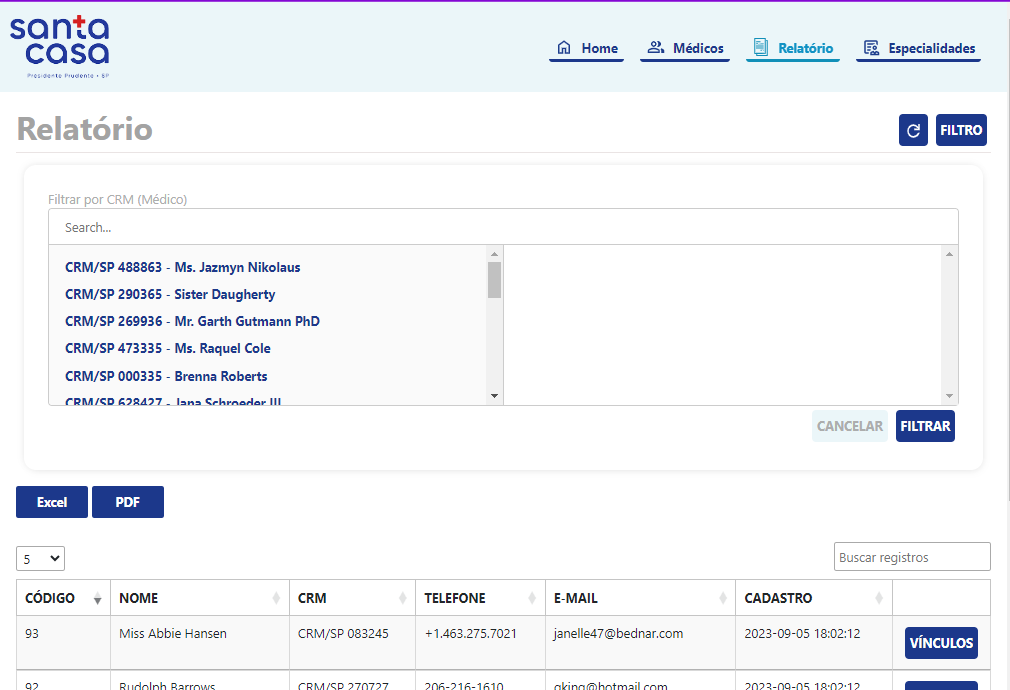 santa
casa
Presidente Prudente • SP
Home Médicos Relatório Especialidades
Relatório
FILTRO
Filtrar por CRM (Médico)
Search...
CRM/SP 488863 - Ms. Jazmyn Nikolaus
CRM/SP 290365 - Sister Daugherty
CRM/SP 269936 - Mr. Garth Gutmann PhD
CRM/SP 473335 - Ms. Raquel Cole
CRM/SP 000335 - Brenna Roberts
CRM/SP 628427 - Jana Schroeder III
CANCELAR FILTRAR
Excel PDF
5 Buscar registros
CÓDIGO NOME CRM TELEFONE E-MAIL CADASTRO
93 Miss Abbie Hansen CRM/SP 083245 +1.463.275.7021 janelle47@bednar.com 2023-09-05 18:02:12 VÍNCULOS
92 Rudolph Barrows CRM/SP 270727 206-216-1610 gking@hotmail.com 2023-09-05 18:02:12